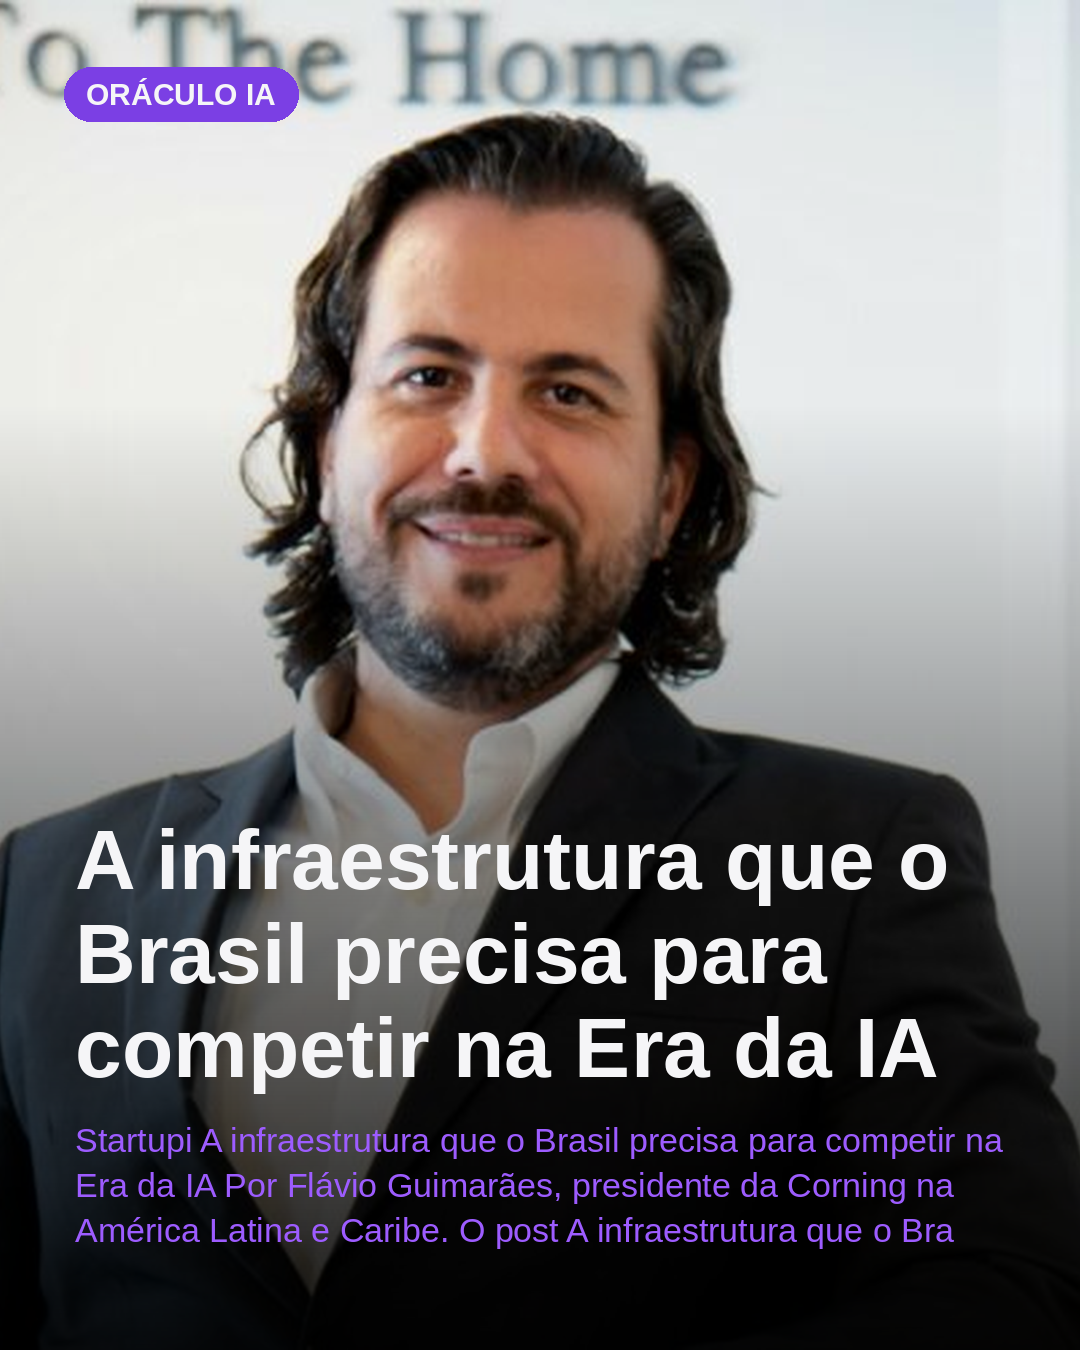 To The Home
ORÁCULO IA
A infraestrutura que o
Brasil precisa para
competir na Era da IA
Startupi A infraestrutura que o Brasil precisa para competir na
Era da IA Por Flávio Guimarães, presidente da Corning na
América Latina e Caribe. O post A infraestrutura que o Bra